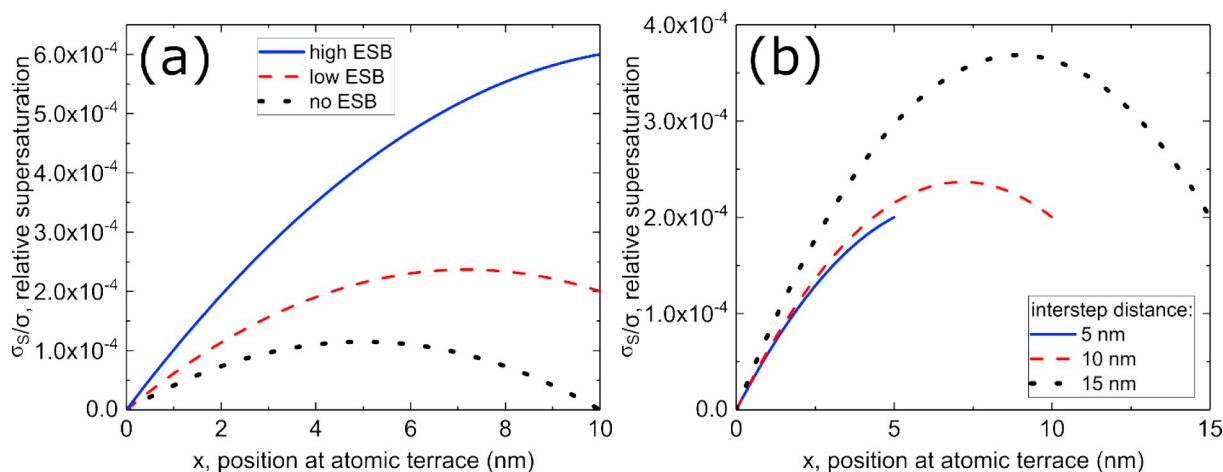 (a)
high ESB
low ESB
no ESB
6.0x10⁻⁴
5.0x10⁻⁴
4.0x10⁻⁴
3.0x10⁻⁴
2.0x10⁻⁴
1.0x10⁻⁴
0.0
σS/σ, relative supersaturation
0 2 4 6 8 10
x, position at atomic terrace (nm)
(b)
4.0x10⁻⁴
3.0x10⁻⁴
2.0x10⁻⁴
1.0x10⁻⁴
0.0
σS/σ, relative supersaturation
interstep distance:
5 nm
10 nm
15 nm
0 5 10 15
x, position at atomic terrace (nm)